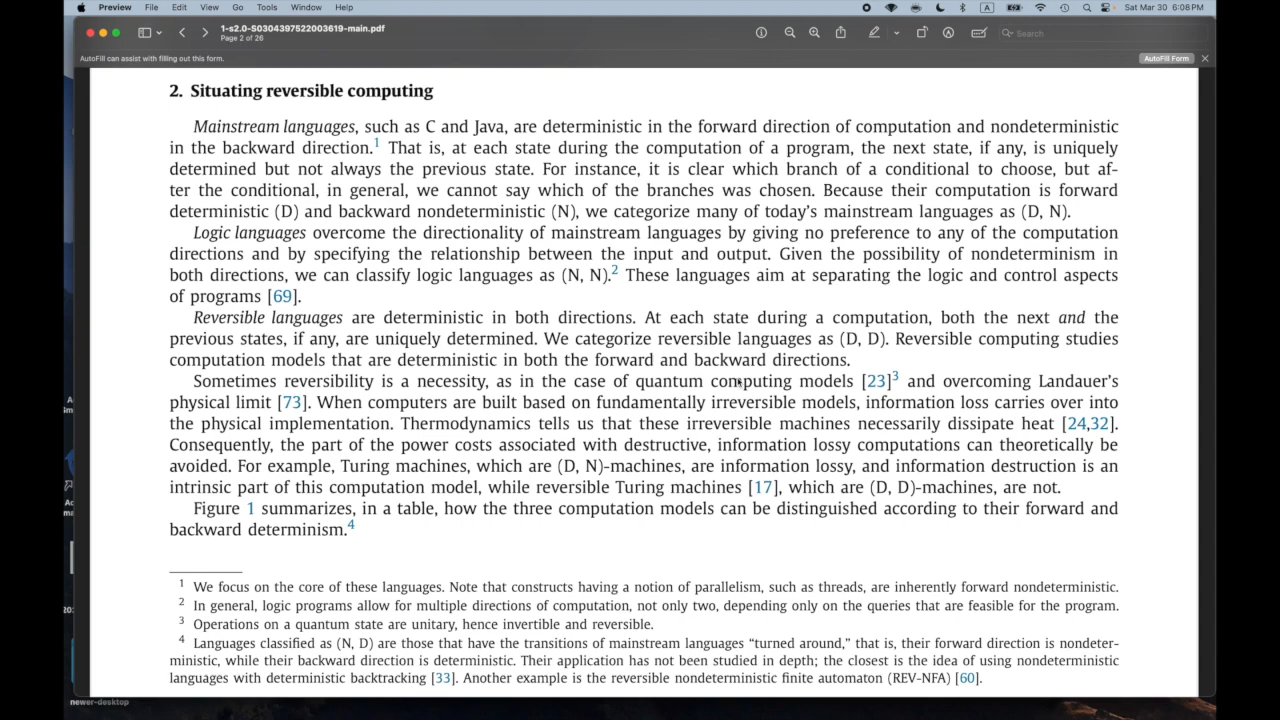 Preview File Edit View Go Tools Window Help A Sat Mar 30 6:08 PM
1-s2.0-S0304397522003619-main.pdf
Page 2 of 26
Search
AutoFill can assist with filling out this form.
AutoFill Form
2. Situating reversible computing
Mainstream languages, such as C and Java, are deterministic in the forward direction of computation and nondeterministic
in the backward direction.1 That is, at each state during the computation of a program, the next state, if any, is uniquely
determined but not always the previous state. For instance, it is clear which branch of a conditional to choose, but af-
ter the conditional, in general, we cannot say which of the branches was chosen. Because their computation is forward
deterministic (D) and backward nondeterministic (N), we categorize many of today's mainstream languages as (D, N).
Logic languages overcome the directionality of mainstream languages by giving no preference to any of the computation
directions and by specifying the relationship between the input and output. Given the possibility of nondeterminism in
both directions, we can classify logic languages as (N, N).2 These languages aim at separating the logic and control aspects
of programs [69].
Reversible languages are deterministic in both directions. At each state during a computation, both the next and the
previous states, if any, are uniquely determined. We categorize reversible languages as (D, D). Reversible computing studies
computation models that are deterministic in both the forward and backward directions.
Sometimes reversibility is a necessity, as in the case of quantum computing models [23]3 and overcoming Landauer's
physical limit [73]. When computers are built based on fundamentally irreversible models, information loss carries over into
the physical implementation. Thermodynamics tells us that these irreversible machines necessarily dissipate heat [24,32].
Consequently, the part of the power costs associated with destructive, information lossy computations can theoretically be
avoided. For example, Turing machines, which are (D, N)-machines, are information lossy, and information destruction is an
intrinsic part of this computation model, while reversible Turing machines [17], which are (D, D)-machines, are not.
Figure 1 summarizes, in a table, how the three computation models can be distinguished according to their forward and
backward determinism.4
1 We focus on the core of these languages. Note that constructs having a notion of parallelism, such as threads, are inherently forward nondeterministic.
2 In general, logic programs allow for multiple directions of computation, not only two, depending only on the queries that are feasible for the program.
3 Operations on a quantum state are unitary, hence invertible and reversible.
4 Languages classified as (N, D) are those that have the transitions of mainstream languages "turned around," that is, their forward direction is nondeter-
ministic, while their backward direction is deterministic. Their application has not been studied in depth; the closest is the idea of using nondeterministic
languages with deterministic backtracking [33]. Another example is the reversible nondeterministic finite automaton (REV-NFA) [60].
newer-desktop